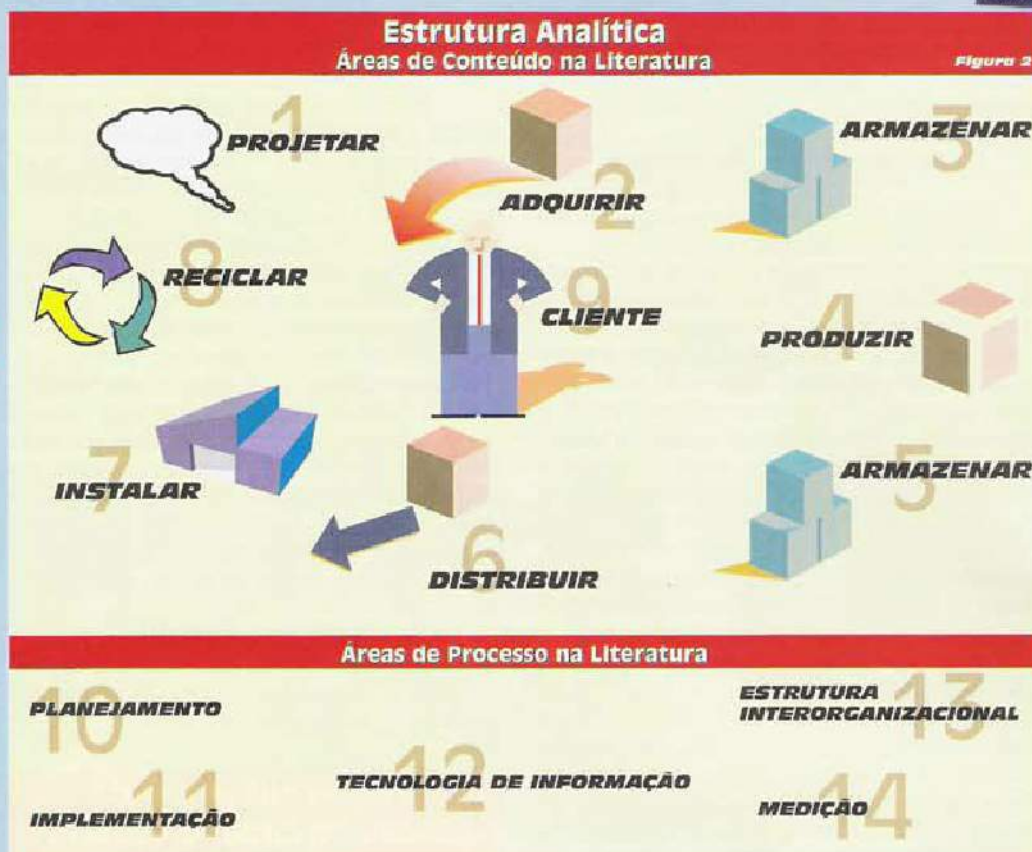 Estrutura Analítica
Áreas de Conteúdo na Literatura
Figura 2
1
PROJETAR
2
ADQUIRIR
3
ARMAZENAR
8
RECICLAR
9
CLIENTE
4
PRODUZIR
7
INSTALAR
5
ARMAZENAR
6
DISTRIBUIR
Áreas de Processo na Literatura
10
PLANEJAMENTO
13
ESTRUTURA
INTERORGANIZACIONAL
12
TECNOLOGIA DE INFORMAÇÃO
11
IMPLEMENTAÇÃO
14
MEDIÇÃO